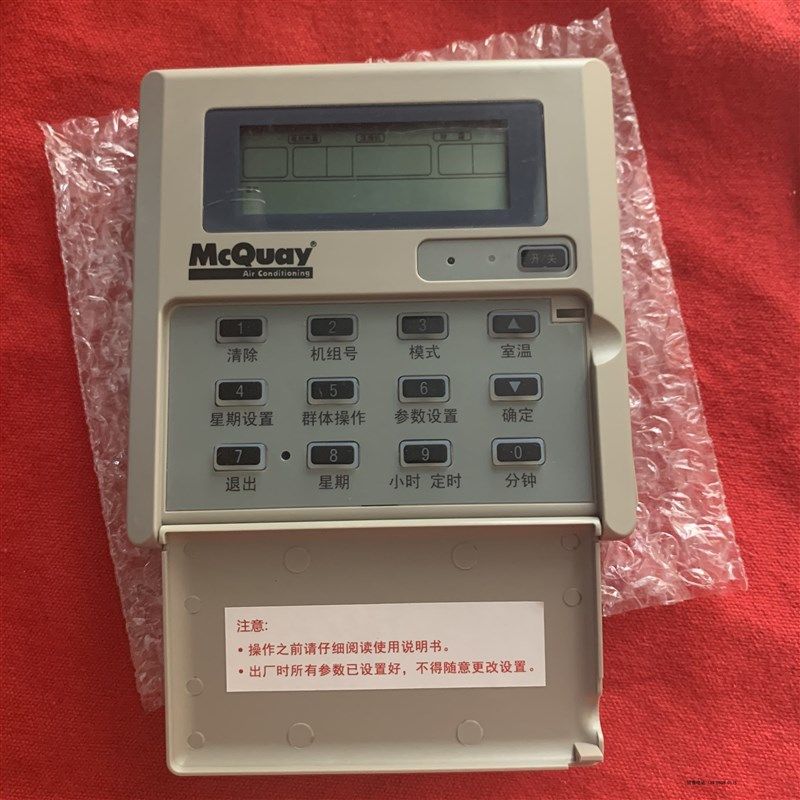 McQuay®
Air Conditioning
开/关
1 2 3 ▲
清除 机组号 模式 室温
4 5 6 ▼
星期设置 群体操作 参数设置 确定
7 8 9 0
退出 星期 小时 定时 分钟
注意:
• 操作之前请仔细阅读使用说明书。
• 出厂时所有参数已设置好，不得随意更改设置。